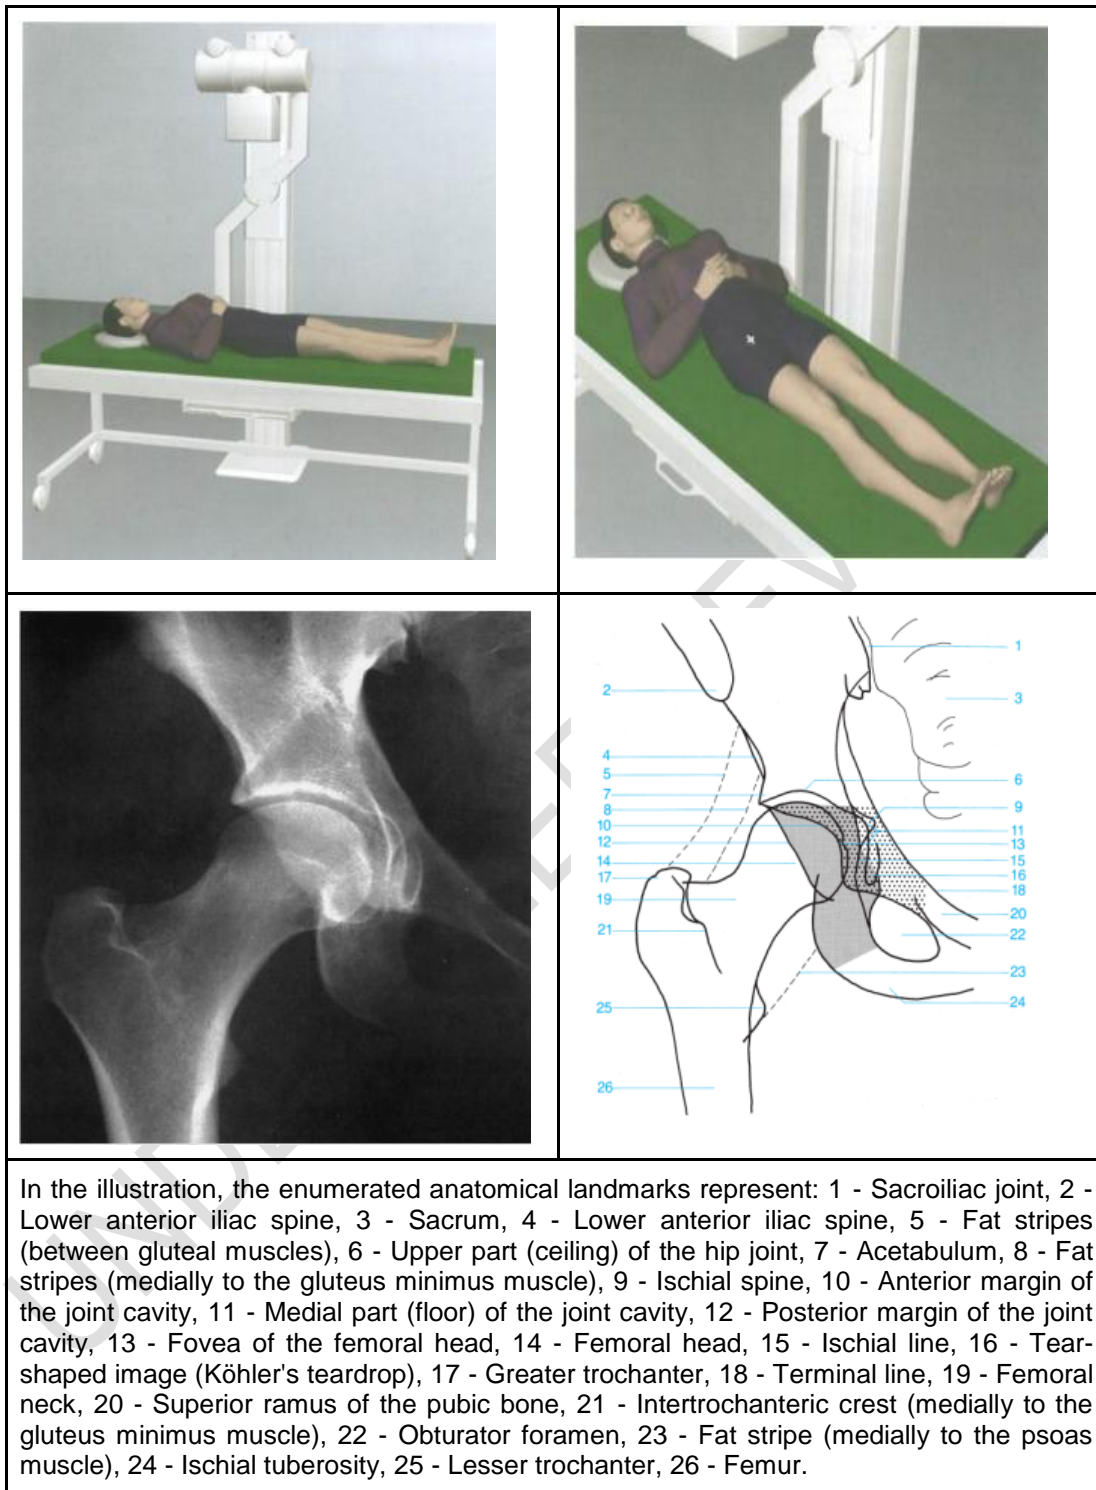 1
2
3
4
5
6
7
8
9
10
11
12
13
14
15
16
17
18
19
20
21
22
23
24
25
26
In the illustration, the enumerated anatomical landmarks represent: 1 - Sacroiliac joint, 2 -
Lower anterior iliac spine, 3 - Sacrum, 4 - Lower anterior iliac spine, 5 - Fat stripes
(between gluteal muscles), 6 - Upper part (ceiling) of the hip joint, 7 - Acetabulum, 8 - Fat
stripes (medially to the gluteus minimus muscle), 9 - Ischial spine, 10 - Anterior margin of
the joint cavity, 11 - Medial part (floor) of the joint cavity, 12 - Posterior margin of the joint
cavity, 13 - Fovea of the femoral head, 14 - Femoral head, 15 - Ischial line, 16 - Tear-
shaped image (Köhler's teardrop), 17 - Greater trochanter, 18 - Terminal line, 19 - Femoral
neck, 20 - Superior ramus of the pubic bone, 21 - Intertrochanteric crest (medially to the
gluteus minimus muscle), 22 - Obturator foramen, 23 - Fat stripe (medially to the psoas
muscle), 24 - Ischial tuberosity, 25 - Lesser trochanter, 26 - Femur.